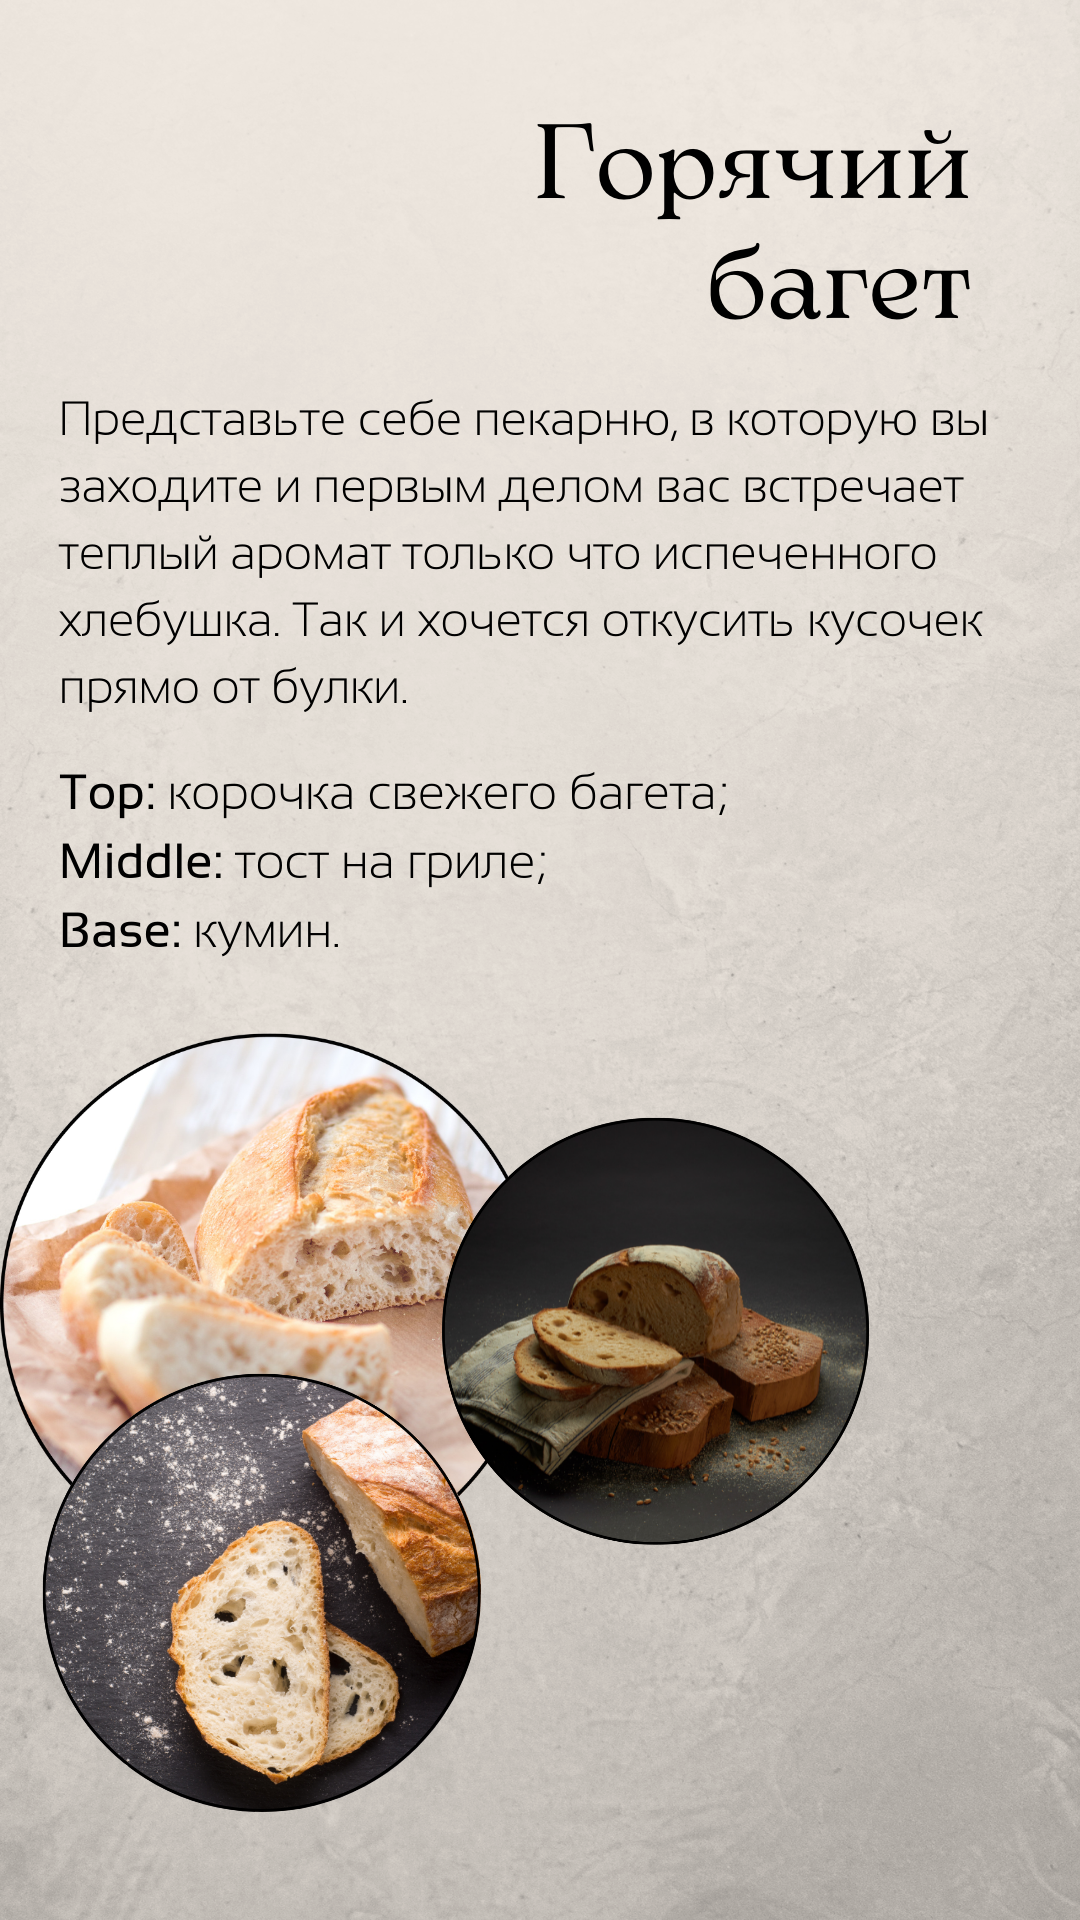 Горячий
багет
Представьте себе пекарню, в которую вы
заходите и первым делом вас встречает
теплый аромат только что испеченного
хлебушка. Так и хочется откусить кусочек
прямо от булки.
Top: корочка свежего багета;
Middle: тост на гриле;
Base: кумин.